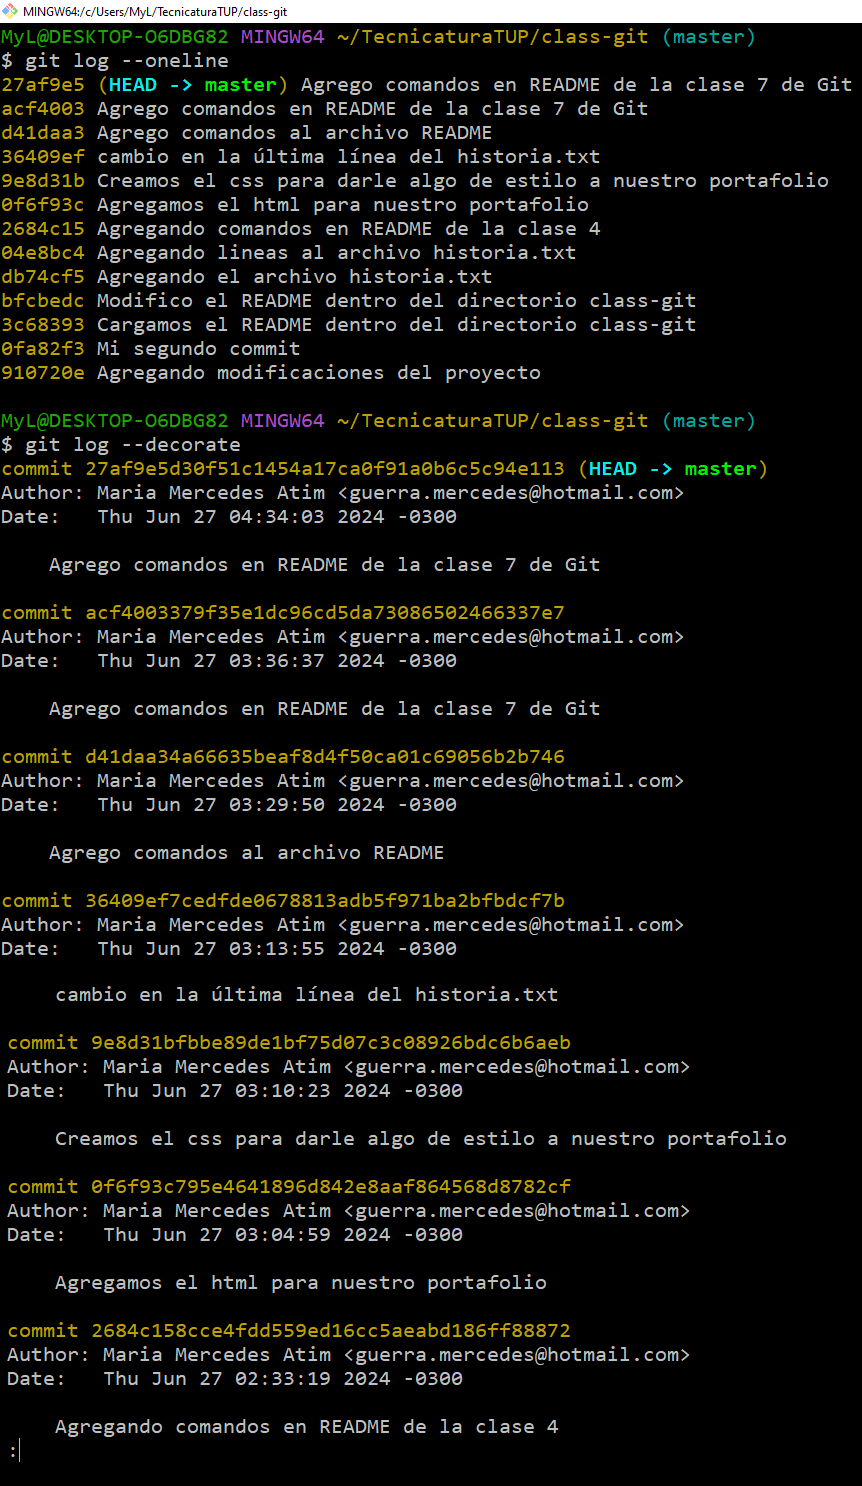 MINGW64:/c/Users/MyL/TecnicaturaTUP/class-git
MyL@DESKTOP-O6DBG82 MINGW64 ~/TecnicaturaTUP/class-git (master)
$ git log --oneline
27af9e5 (HEAD -> master) Agrego comandos en README de la clase 7 de Git
acf4003 Agrego comandos en README de la clase 7 de Git
d41daa3 Agrego comandos al archivo README
36409ef cambio en la última línea del historia.txt
9e8d31b Creamos el css para darle algo de estilo a nuestro portafolio
0f6f93c Agregamos el html para nuestro portafolio
2684c15 Agregando comandos en README de la clase 4
04e8bc4 Agregando lineas al archivo historia.txt
db74cf5 Agregando el archivo historia.txt
bfcbedc Modifico el README dentro del directorio class-git
3c68393 Cargamos el README dentro del directorio class-git
0fa82f3 Mi segundo commit
910720e Agregando modificaciones del proyecto
MyL@DESKTOP-O6DBG82 MINGW64 ~/TecnicaturaTUP/class-git (master)
$ git log --decorate
commit 27af9e5d30f51c1454a17ca0f91a0b6c5c94e113 (HEAD -> master)
Author: Maria Mercedes Atim <guerra.mercedes@hotmail.com>
Date:   Thu Jun 27 04:34:03 2024 -0300
Agrego comandos en README de la clase 7 de Git
commit acf4003379f35e1dc96cd5da73086502466337e7
Author: Maria Mercedes Atim <guerra.mercedes@hotmail.com>
Date:   Thu Jun 27 03:36:37 2024 -0300
Agrego comandos en README de la clase 7 de Git
commit d41daa34a66635beaf8d4f50ca01c69056b2b746
Author: Maria Mercedes Atim <guerra.mercedes@hotmail.com>
Date:   Thu Jun 27 03:29:50 2024 -0300
Agrego comandos al archivo README
commit 36409ef7cedfde0678813adb5f971ba2bfbdcf7b
Author: Maria Mercedes Atim <guerra.mercedes@hotmail.com>
Date:   Thu Jun 27 03:13:55 2024 -0300
cambio en la última línea del historia.txt
commit 9e8d31bfbbe89de1bf75d07c3c08926bdc6b6aeb
Author: Maria Mercedes Atim <guerra.mercedes@hotmail.com>
Date:   Thu Jun 27 03:10:23 2024 -0300
Creamos el css para darle algo de estilo a nuestro portafolio
commit 0f6f93c795e4641896d842e8aaf864568d8782cf
Author: Maria Mercedes Atim <guerra.mercedes@hotmail.com>
Date:   Thu Jun 27 03:04:59 2024 -0300
Agregamos el html para nuestro portafolio
commit 2684c158cce4fdd559ed16cc5aeabd186ff88872
Author: Maria Mercedes Atim <guerra.mercedes@hotmail.com>
Date:   Thu Jun 27 02:33:19 2024 -0300
Agregando comandos en README de la clase 4
: